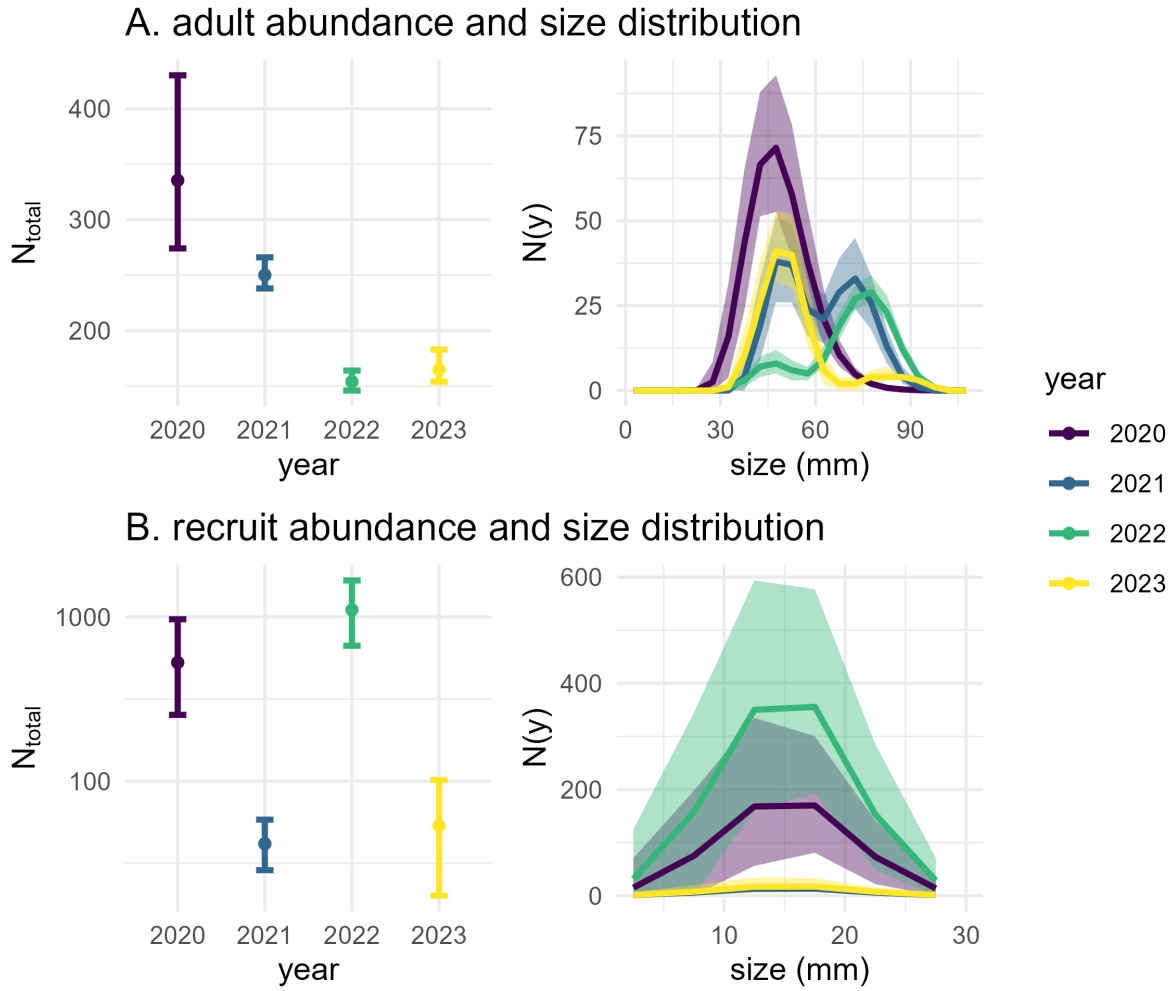 A. adult abundance and size distribution
N_total
400
300
200
2020 2021 2022 2023
year
N(y)
75
50
25
0
0 30 60 90
size (mm)
year
2020
2021
2022
2023
B. recruit abundance and size distribution
N_total
1000
100
2020 2021 2022 2023
year
N(y)
600
400
200
0
10 20 30
size (mm)